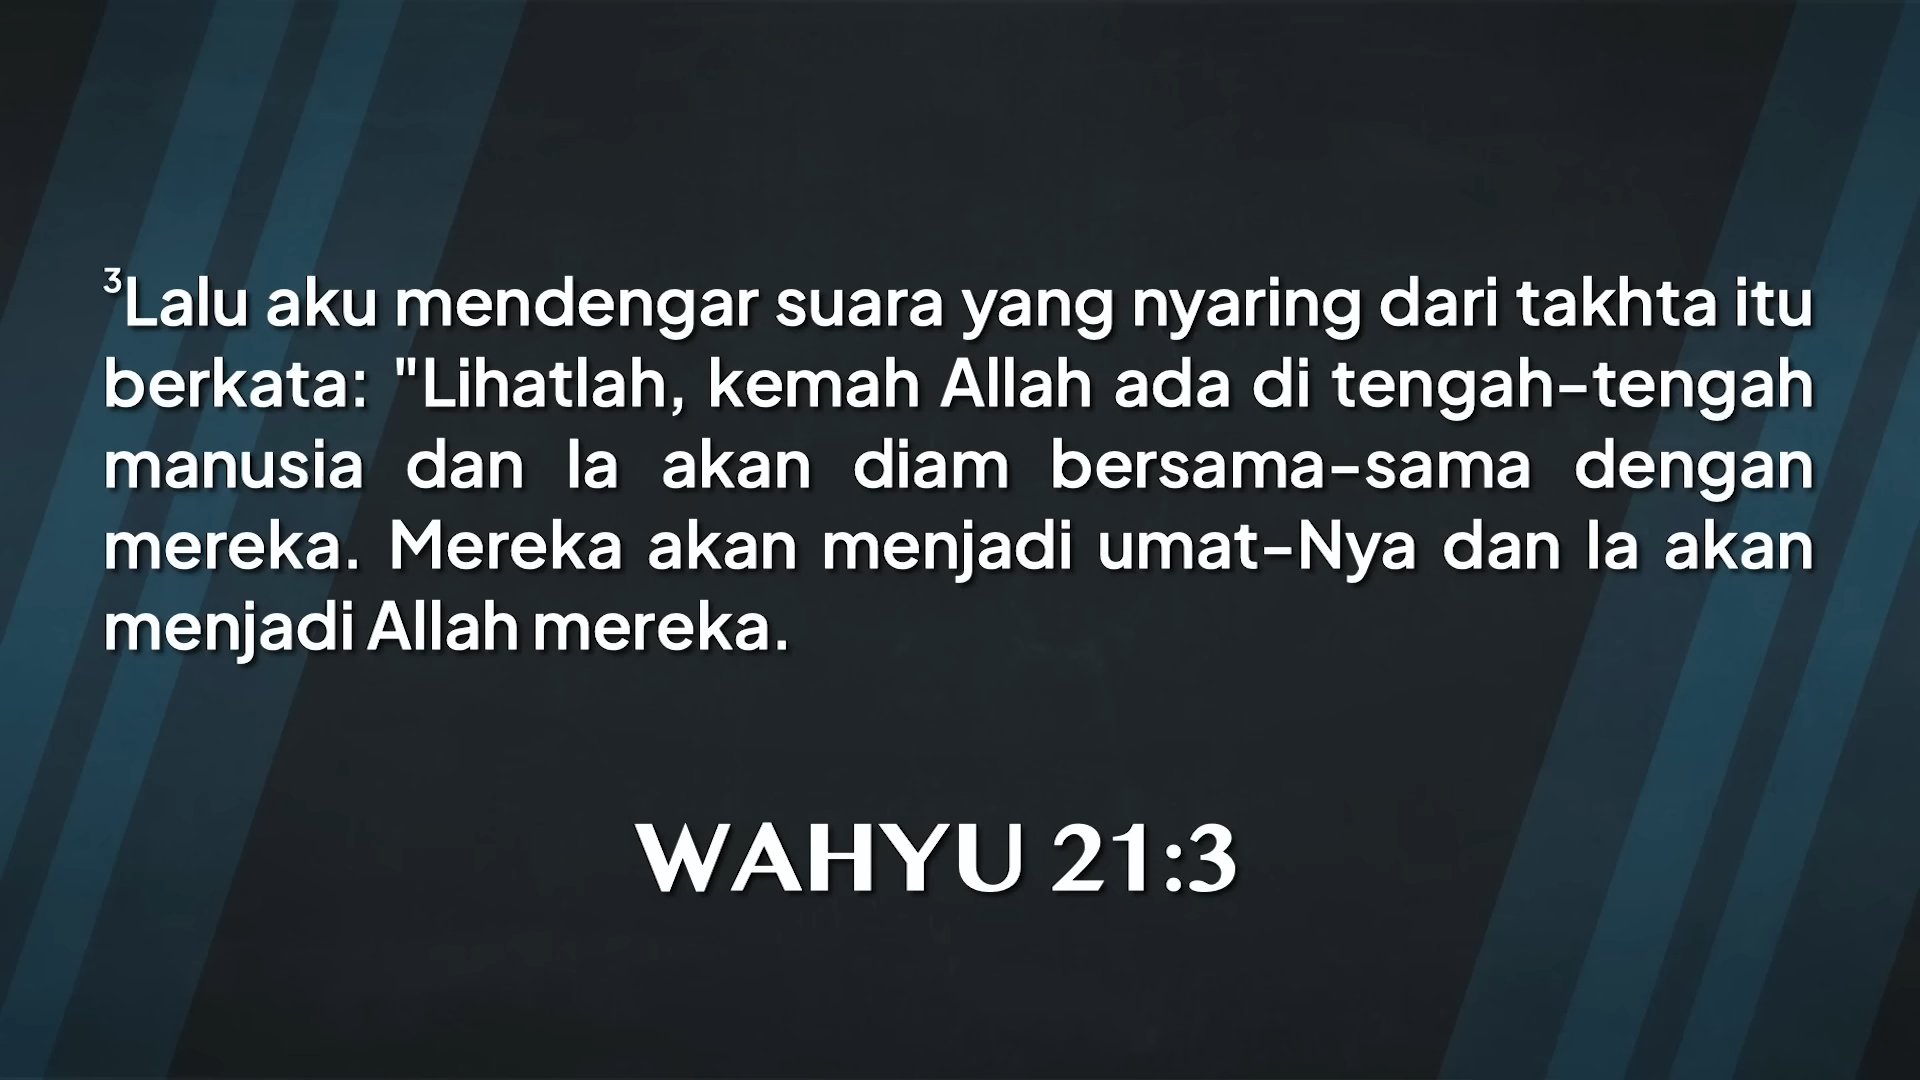 ³Lalu aku mendengar suara yang nyaring dari takhta itu
berkata: "Lihatlah, kemah Allah ada di tengah-tengah
manusia dan Ia akan diam bersama-sama dengan
mereka. Mereka akan menjadi umat-Nya dan Ia akan
menjadi Allah mereka.
WAHYU 21:3